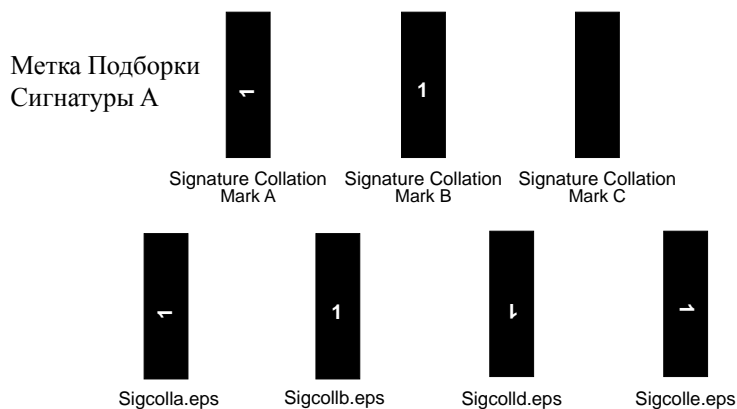 Метка Подборки
Сигнатуры А
1
1
Signature Collation
Mark A
Signature Collation
Mark B
Signature Collation
Mark C
1
1
1
1
Sigcolla.eps
Sigcollb.eps
Sigcolld.eps
Sigcolle.eps